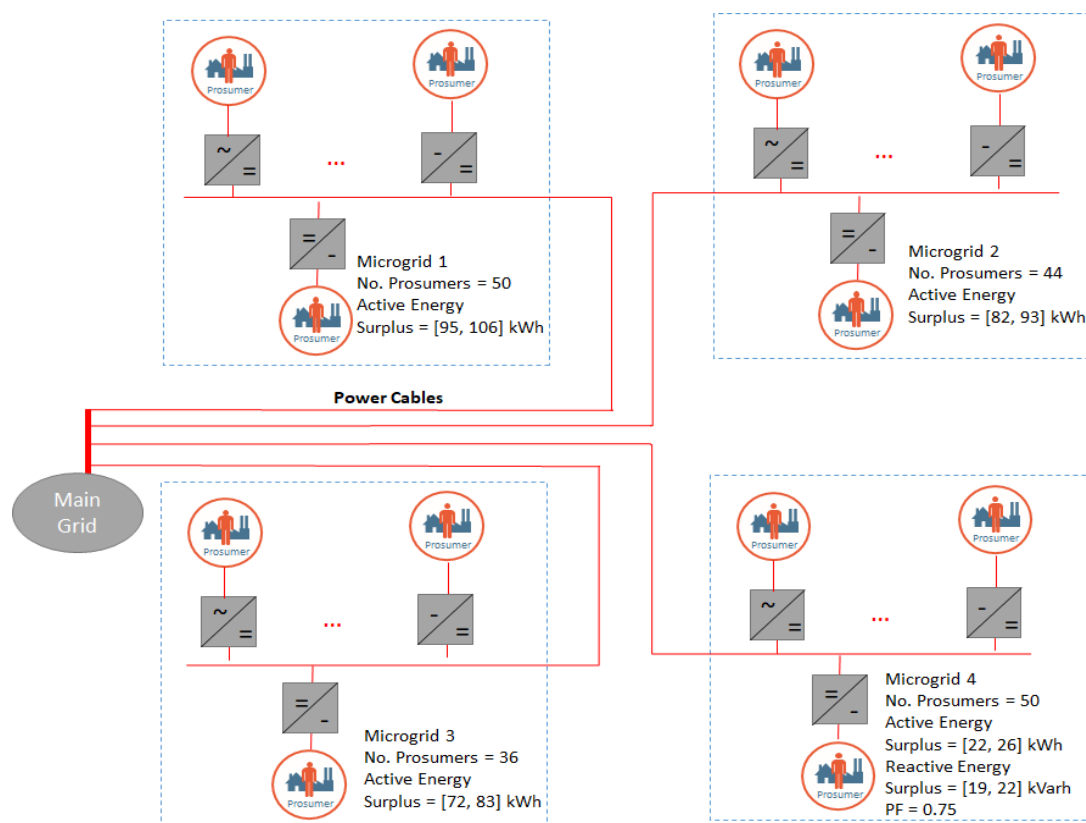 Prosumer
Prosumer
~
=
...
-
=
=
-
Prosumer
Microgrid 1
No. Prosumers = 50
Active Energy
Surplus = [95, 106] kWh
Prosumer
Prosumer
~
=
...
-
=
=
-
Prosumer
Microgrid 2
No. Prosumers = 44
Active Energy
Surplus = [82, 93] kWh
Power Cables
Main
Grid
Prosumer
Prosumer
~
=
...
-
=
=
-
Prosumer
Microgrid 3
No. Prosumers = 36
Active Energy
Surplus = [72, 83] kWh
Prosumer
Prosumer
~
=
...
-
=
=
-
Prosumer
Microgrid 4
No. Prosumers = 50
Active Energy
Surplus = [22, 26] kWh
Reactive Energy
Surplus = [19, 22] kVarh
PF = 0.75